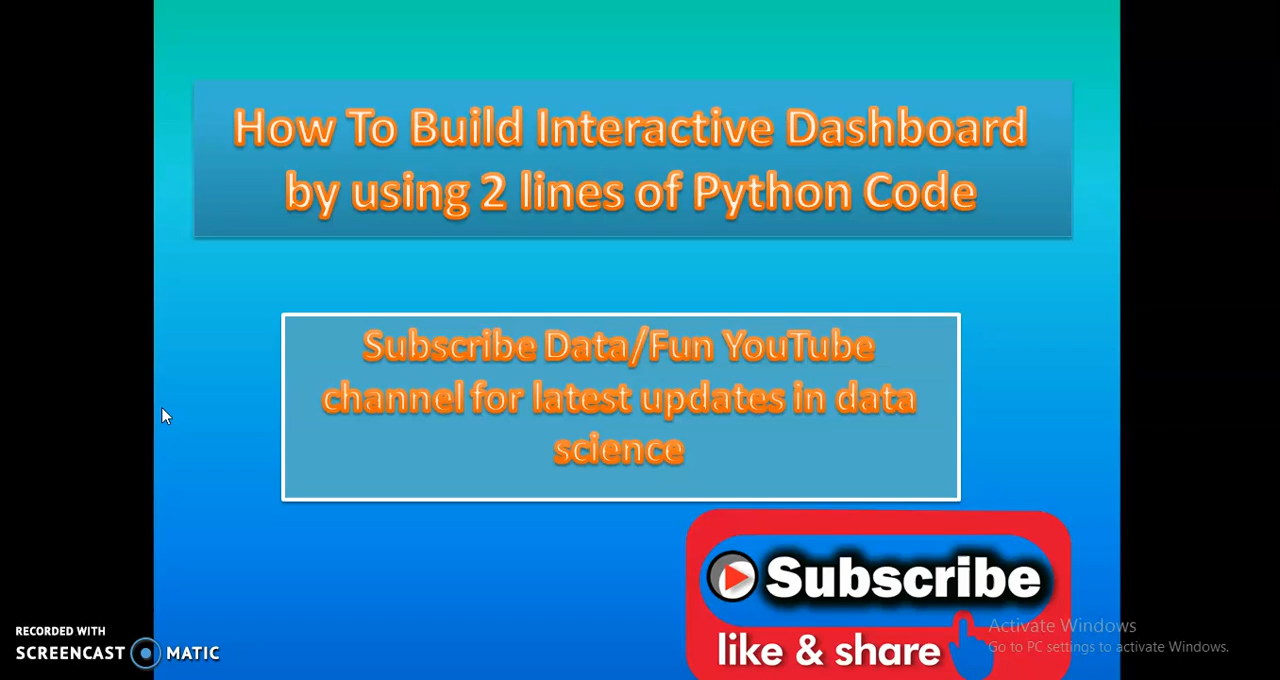 How To Build Interactive Dashboard
by using 2 lines of Python Code
Subscribe Data/Fun YouTube
channel for latest updates in data
science
Subscribe
like & share
Activate Windows
Go to PC settings to activate Windows.
RECORDED WITH
SCREENCAST MATIC